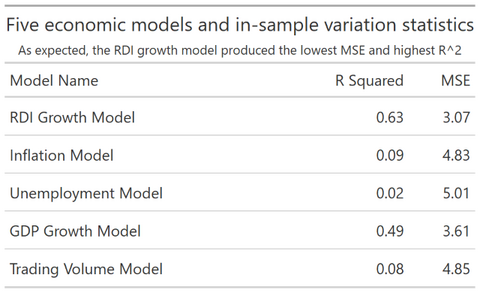 Five economic models and in-sample variation statistics
As expected, the RDI growth model produced the lowest MSE and highest R^2
Model Name R Squared MSE
RDI Growth Model 0.63 3.07
Inflation Model 0.09 4.83
Unemployment Model 0.02 5.01
GDP Growth Model 0.49 3.61
Trading Volume Model 0.08 4.85